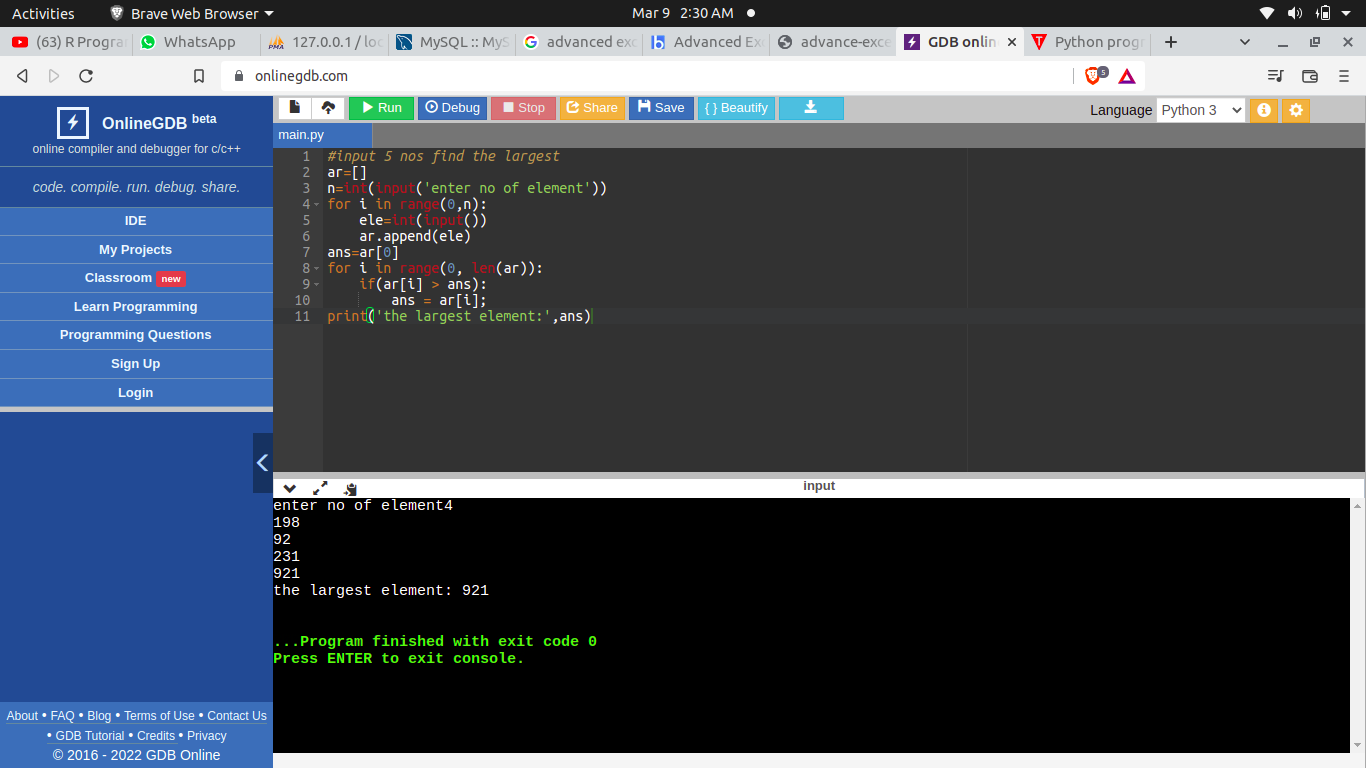 Activities Brave Web Browser Mar 9 2:30 AM
(63) R Progra WhatsApp 127.0.0.1 / loc MySQL :: MyS advanced exc Advanced Ex advance-exce GDB onlin Python progr
onlinegdb.com 5
OnlineGDB beta
online compiler and debugger for c/c++
code. compile. run. debug. share.
IDE
My Projects
Classroom new
Learn Programming
Programming Questions
Sign Up
Login
About • FAQ • Blog • Terms of Use • Contact Us
• GDB Tutorial • Credits • Privacy
© 2016 - 2022 GDB Online
Run Debug Stop Share Save { } Beautify Language Python 3
main.py
1 #input 5 nos find the largest
2 ar=[]
3 n=int(input('enter no of element'))
4 for i in range(0,n):
5     ele=int(input())
6     ar.append(ele)
7 ans=ar[0]
8 for i in range(0, len(ar)):
9     if(ar[i] > ans):
10         ans = ar[i];
11 print('the largest element:',ans)
input
enter no of element4
198
92
231
921
the largest element: 921
...Program finished with exit code 0
Press ENTER to exit console.